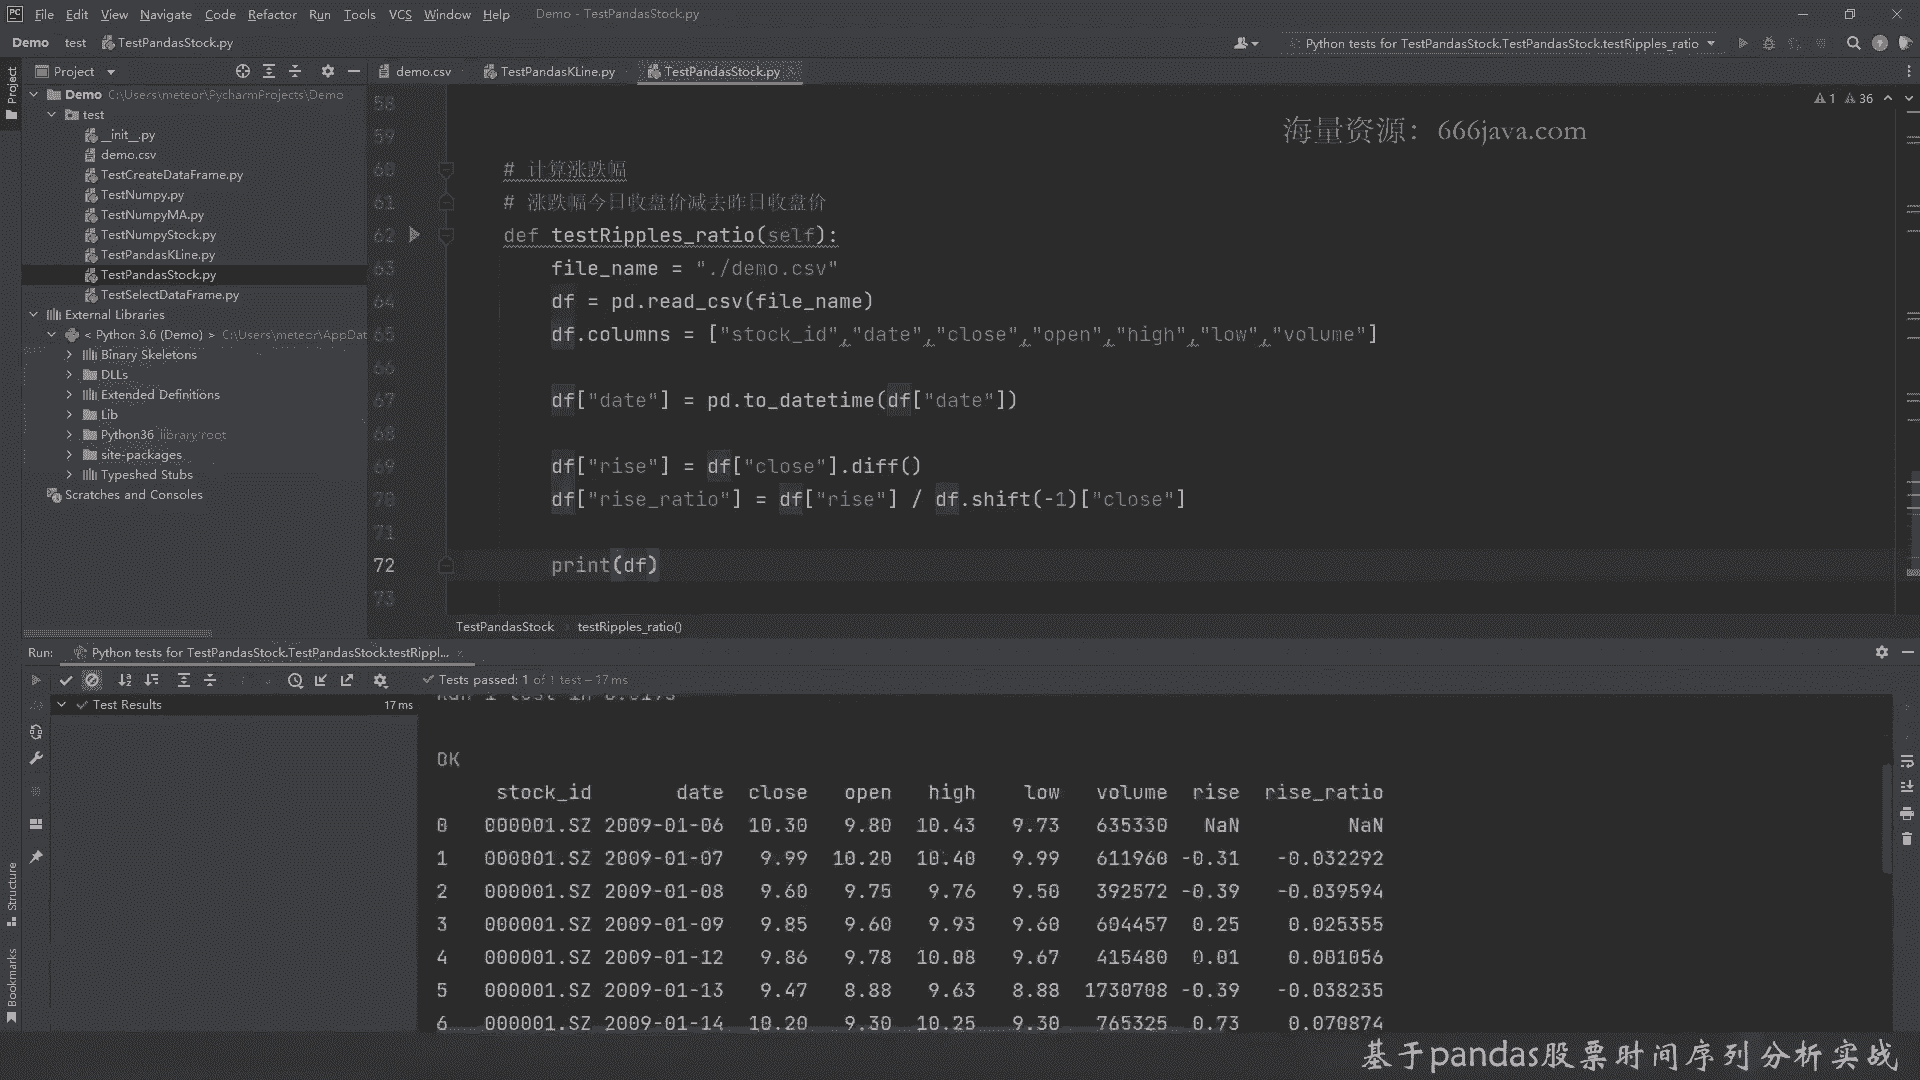 PC File Edit View Navigate Code Refactor Run Tools VCS Window Help Demo - TestPandasStock.py
Demo test TestPandasStock.py
Python tests for TestPandasStock.TestPandasStock.testRipples_ratio
Project
demo.csv TestPandasKLine.py TestPandasStock.py
Project
Demo C:\Users\meteor\PycharmProjects\Demo
test
__init__.py
demo.csv
TestCreateDataFrame.py
TestNumpy.py
TestNumpyMA.py
TestNumpyStock.py
TestPandasKLine.py
TestPandasStock.py
TestSelectDataFrame.py
External Libraries
< Python 3.6 (Demo) > C:\Users\meteor\AppDat
Binary Skeletons
DLLs
Extended Definitions
Lib
Python36 library root
site-packages
Typeshed Stubs
Scratches and Consoles
1 36
海量资源：666java.com
58
59
60 # 计算涨跌幅
61 # 涨跌幅今日收盘价减去昨日收盘价
62 def testRipples_ratio(self):
63 file_name = "./demo.csv"
64 df = pd.read_csv(file_name)
65 df.columns = ["stock_id","date","close","open","high","low","volume"]
66
67 df["date"] = pd.to_datetime(df["date"])
68
69 df["rise"] = df["close"].diff()
70 df["rise_ratio"] = df["rise"] / df.shift(-1)["close"]
71
72 print(df)
73
TestPandasStock testRipples_ratio()
Run: Python tests for TestPandasStock.TestPandasStock.testRippl...
Tests passed: 1 of 1 test – 17 ms
Test Results 17 ms
Structure
Bookmarks
OK
stock_id date close open high low volume rise rise_ratio
0 000001.SZ 2009-01-06 10.30 9.80 10.43 9.73 635330 NaN NaN
1 000001.SZ 2009-01-07 9.99 10.20 10.40 9.99 611960 -0.31 -0.032292
2 000001.SZ 2009-01-08 9.60 9.75 9.76 9.50 392572 -0.39 -0.039594
3 000001.SZ 2009-01-09 9.85 9.60 9.93 9.60 604457 0.25 0.025355
4 000001.SZ 2009-01-12 9.86 9.78 10.08 9.67 415480 0.01 0.001056
5 000001.SZ 2009-01-13 9.47 8.88 9.63 8.88 1730708 -0.39 -0.038235
6 000001.SZ 2009-01-14 10.20 9.30 10.25 9.30 765325 0.73 0.070874
基于pandas股票时间序列分析实战